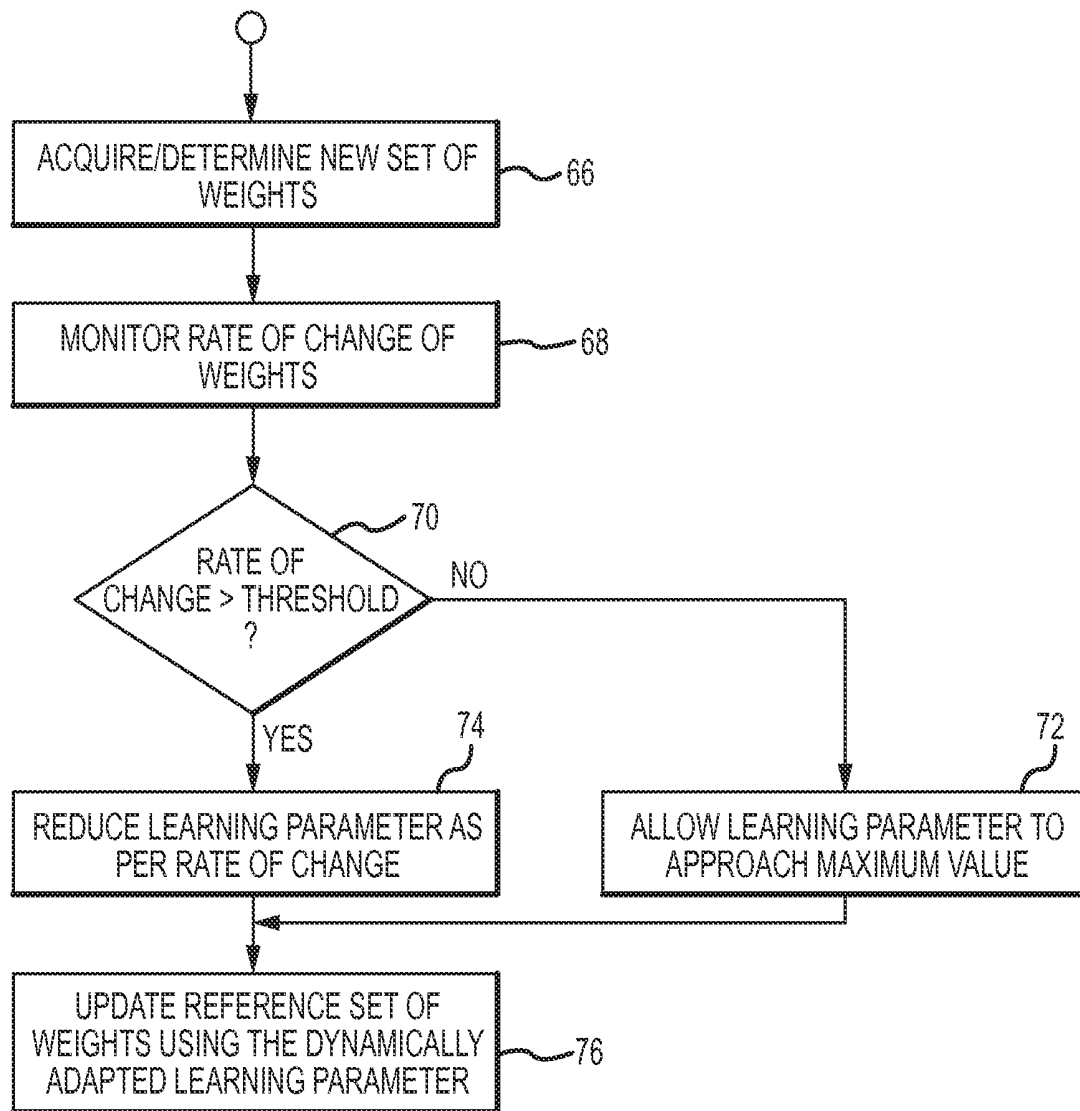 ACQUIRE/DETERMINE NEW SET OF
WEIGHTS
66
MONITOR RATE OF CHANGE OF
WEIGHTS
68
70
RATE OF
CHANGE > THRESHOLD
?
NO
YES
74
72
REDUCE LEARNING PARAMETER AS
PER RATE OF CHANGE
ALLOW LEARNING PARAMETER TO
APPROACH MAXIMUM VALUE
UPDATE REFERENCE SET OF
WEIGHTS USING THE DYNAMICALLY
ADAPTED LEARNING PARAMETER
76